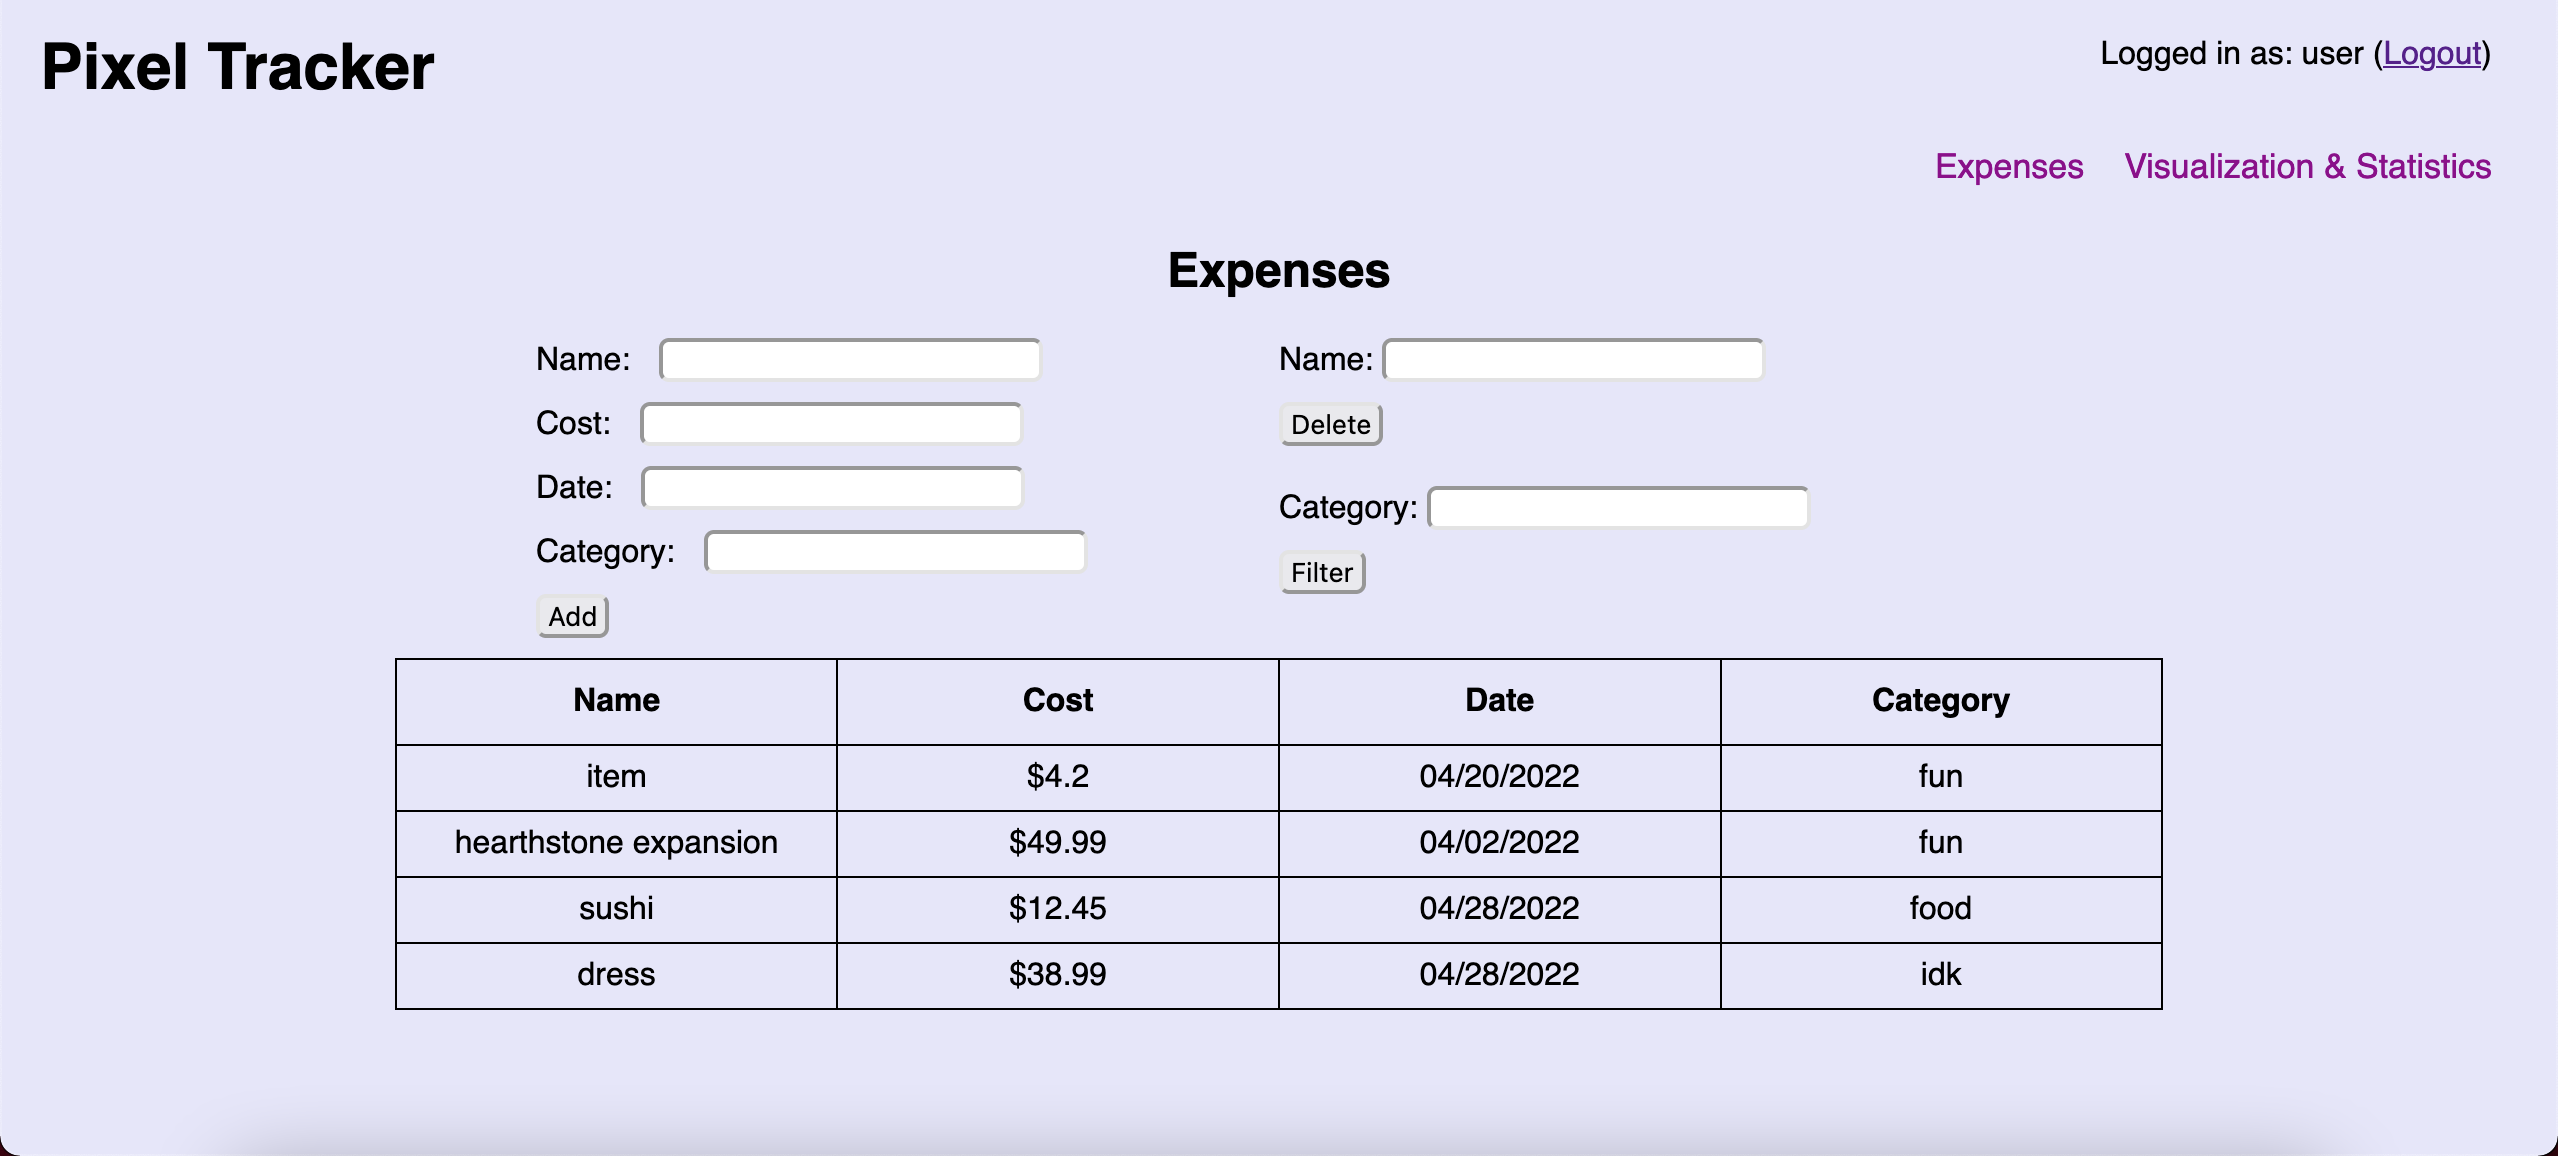 Pixel Tracker
Logged in as: user (Logout)
Expenses Visualization & Statistics
Expenses
Name:
Cost:
Date:
Category:
Add
Name:
Delete
Category:
Filter
Name Cost Date Category
item $4.2 04/20/2022 fun
hearthstone expansion $49.99 04/02/2022 fun
sushi $12.45 04/28/2022 food
dress $38.99 04/28/2022 idk